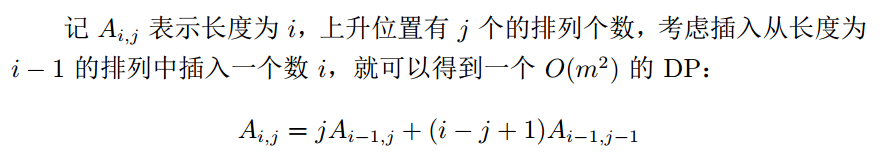 记 A_{i,j} 表示长度为 i，上升位置有 j 个的排列个数，考虑插入从长度为
i − 1 的排列中插入一个数 i，就可以得到一个 O(m²) 的 DP：
A_{i,j} = jA_{i−1,j} + (i − j + 1)A_{i−1,j−1}